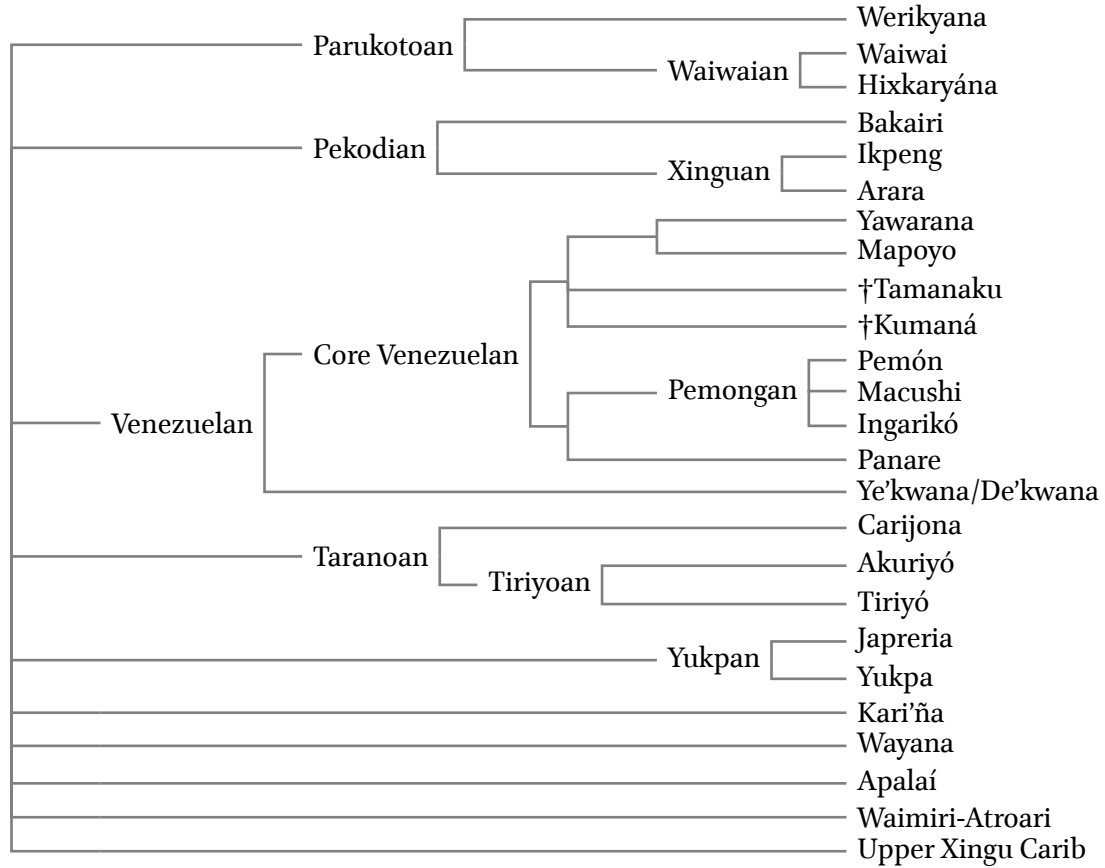 Werikyana
Parukotoan
Waiwai
Waiwaian
Hixkaryána
Bakairi
Pekodian
Ikpeng
Xinguan
Arara
Yawarana
Mapoyo
†Tamanaku
†Kumaná
Core Venezuelan
Pemón
Pemongan
Macushi
Ingarikó
Venezuelan
Panare
Ye’kwana/De’kwana
Carijona
Taranoan
Akuriyó
Tiriyoan
Tiriyó
Japreria
Yukpan
Yukpa
Kari’ña
Wayana
Apalaí
Waimiri-Atroari
Upper Xingu Carib